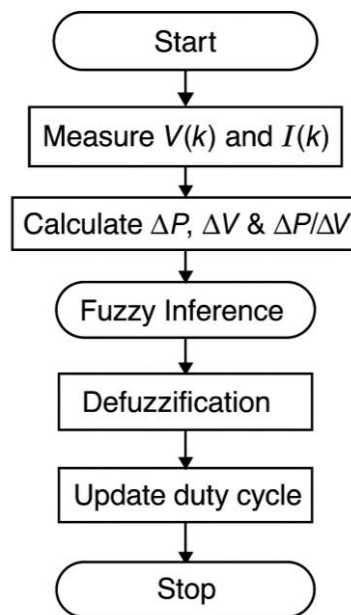 Start
Measure V(k) and I(k)
Calculate ΔP, ΔV & ΔP/ΔV
Fuzzy Inference
Defuzzification
Update duty cycle
Stop